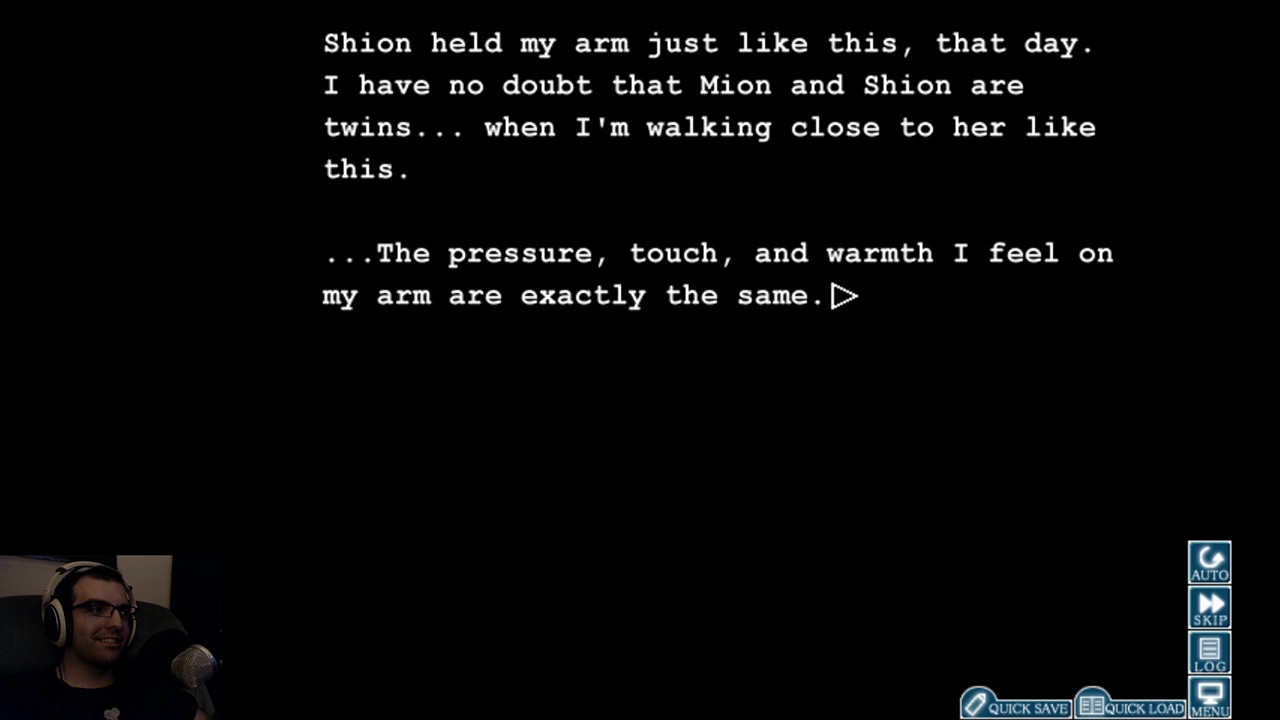 Shion held my arm just like this, that day.
I have no doubt that Mion and Shion are
twins... when I'm walking close to her like
this.
...The pressure, touch, and warmth I feel on
my arm are exactly the same.
AUTO
SKIP
LOG
QUICK SAVE
QUICK LOAD
MENU